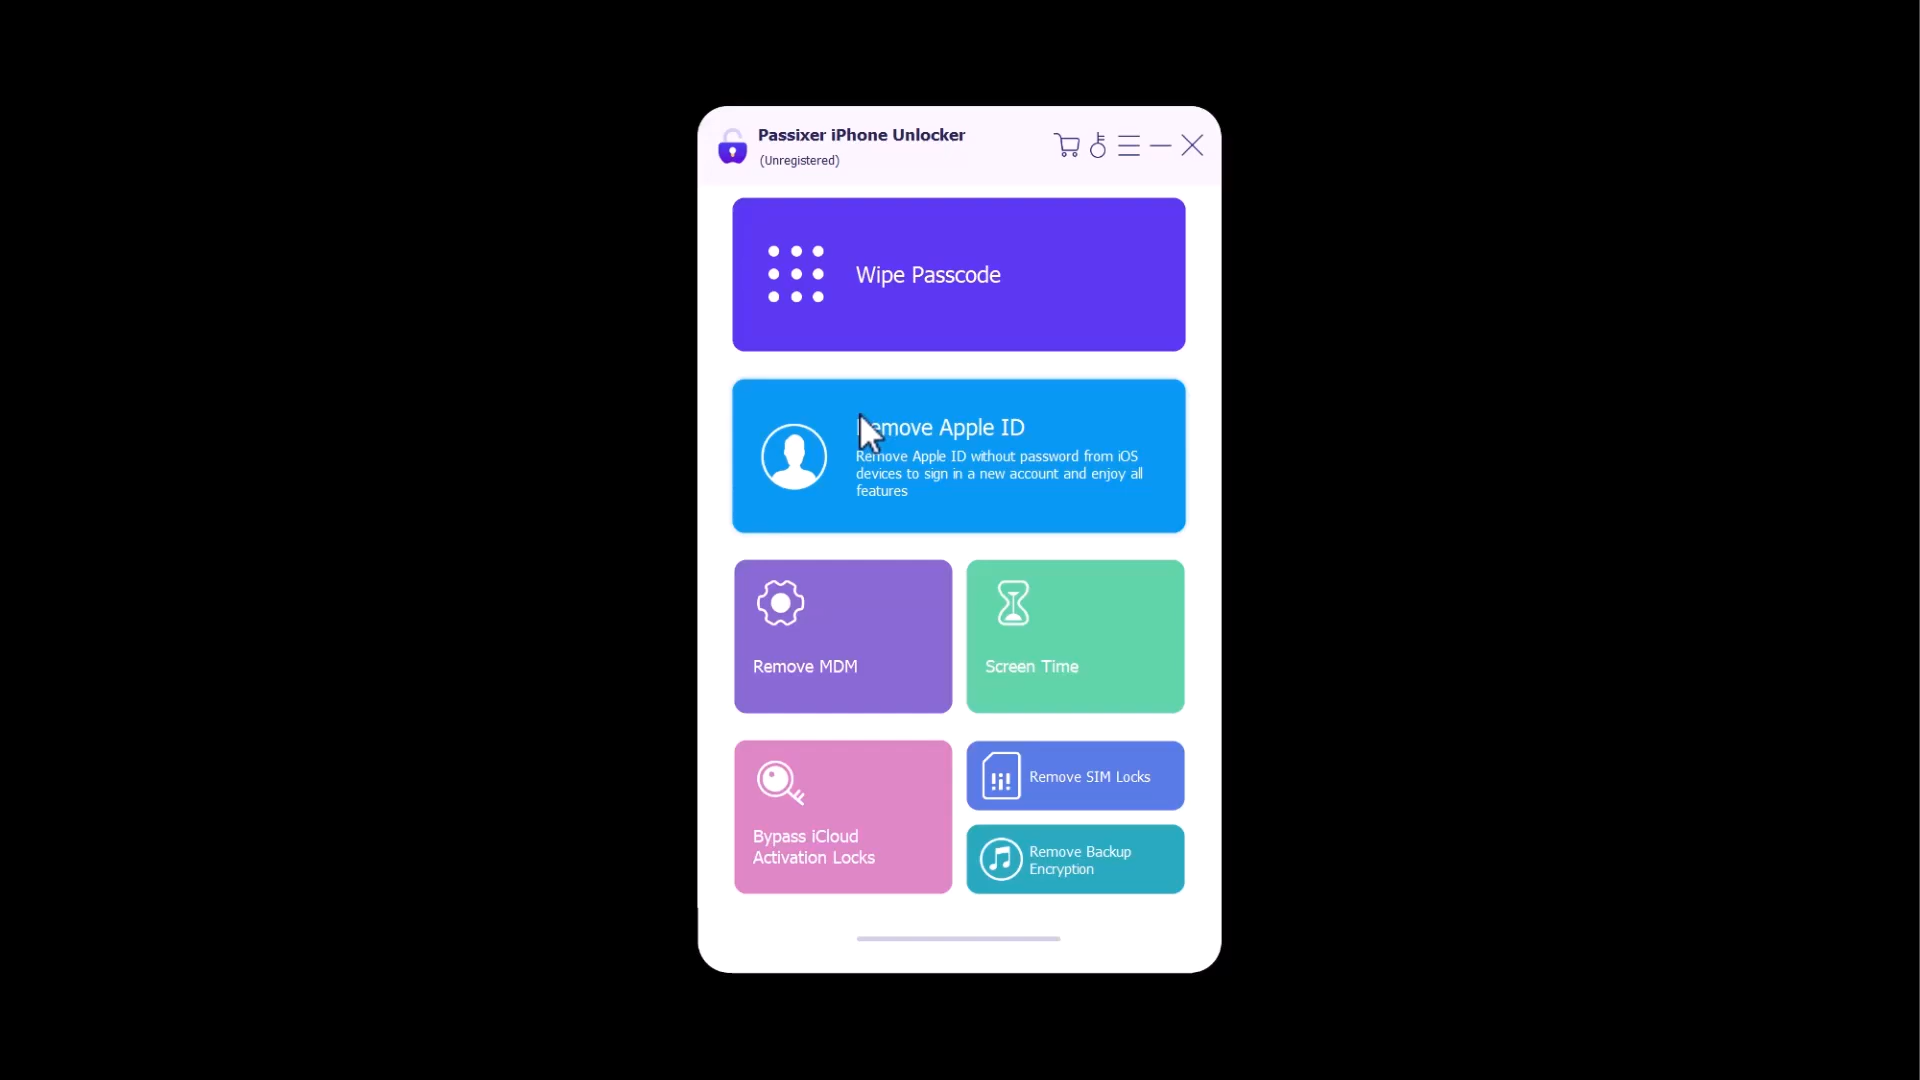 Passixer iPhone Unlocker
(Unregistered)
Wipe Passcode
Remove Apple ID
Remove Apple ID without password from iOS
devices to sign in a new account and enjoy all
features
Remove MDM
Screen Time
Bypass iCloud
Activation Locks
Remove SIM Locks
Remove Backup
Encryption